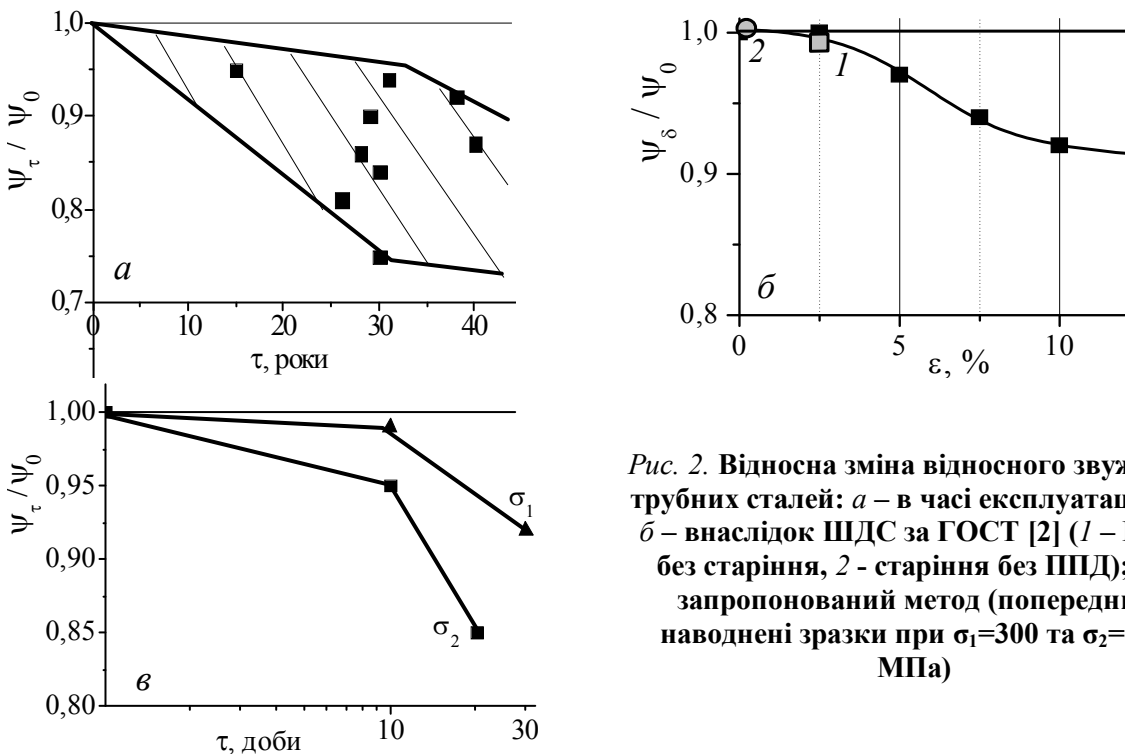 1,0
0,9
0,8
0,7
ψτ / ψ0
а
0 10 20 30 40
τ, роки
1,0
0,9
0,8
ψδ / ψ0
2
1
б
0 5 10
ε, %
1,00
0,95
0,90
0,85
0,80
ψτ / ψ0
σ1
σ2
в
10 30
τ, доби
Рис. 2. Відносна зміна відносного
трубних сталей: а – в часі
б – внаслідок ШДС за ГОСТ [2] (1 –
без старіння, 2 - старіння без ППД);
запропонований метод
наводнені зразки при σ1=300 та σ2=
МПа)